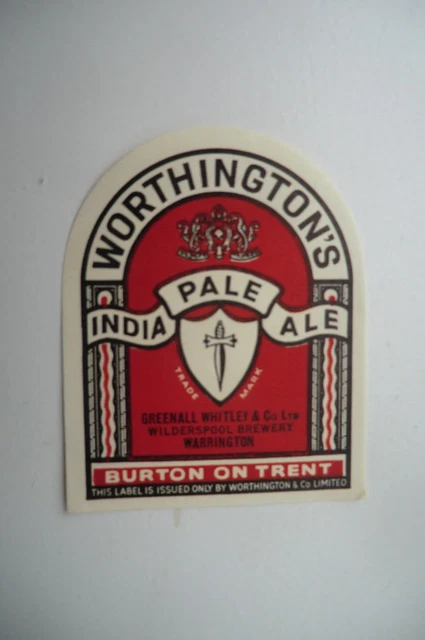 WORTHINGTON'S
INDIA PALE ALE
TRADE MARK
GREENALL WHITLEY & Co LTD
WILDERSPOOL BREWERY
WARRINGTON
BURTON ON TRENT
THIS LABEL IS ISSUED ONLY BY WORTHINGTON & Co LIMITED